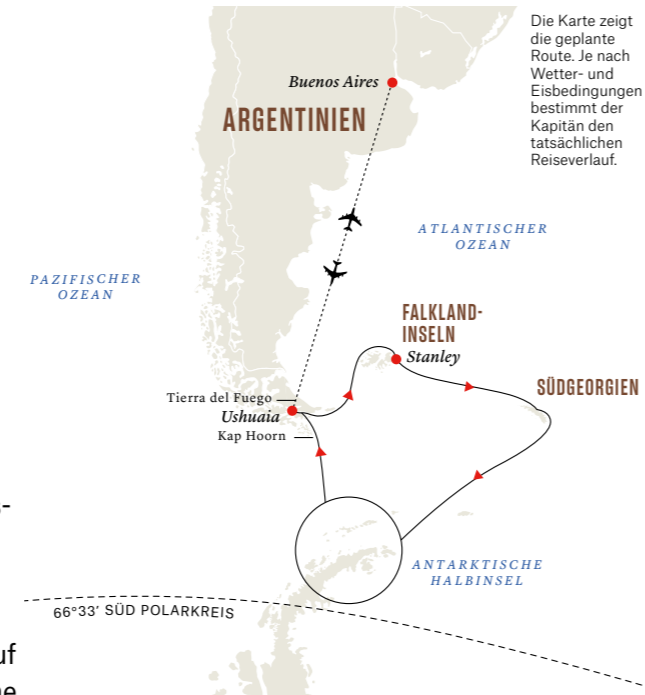 Die Karte zeigt
die geplante
Route. Je nach
Wetter- und
Eisbedingungen
bestimmt der
Kapitän den
tatsächlichen
Reiseverlauf.
Buenos Aires
ARGENTINIEN
ATLANTISCHER
OZEAN
PAZIFISCHER
OZEAN
FALKLAND-
INSELN
Stanley
SÜDGEORGIEN
Tierra del Fuego
Ushuaia
Kap Hoorn
ANTARKTISCHE
HALBINSEL
66°33′ SÜD POLARKREIS